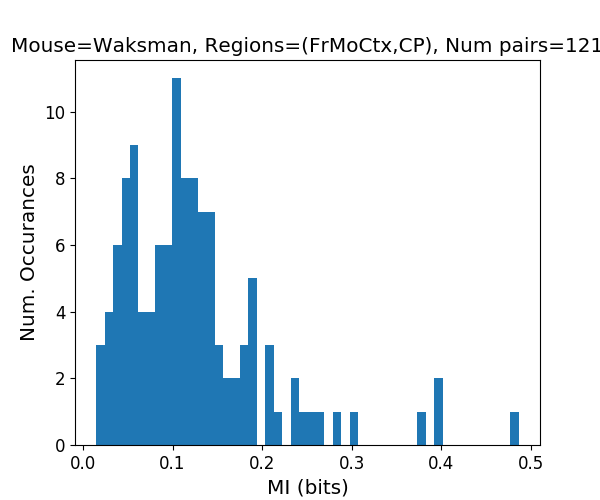 Mouse=Waksman, Regions=(FrMoCtx,CP), Num pairs=121
10
8
6
4
2
0
Num. Occurances
0.0 0.1 0.2 0.3 0.4 0.5
MI (bits)